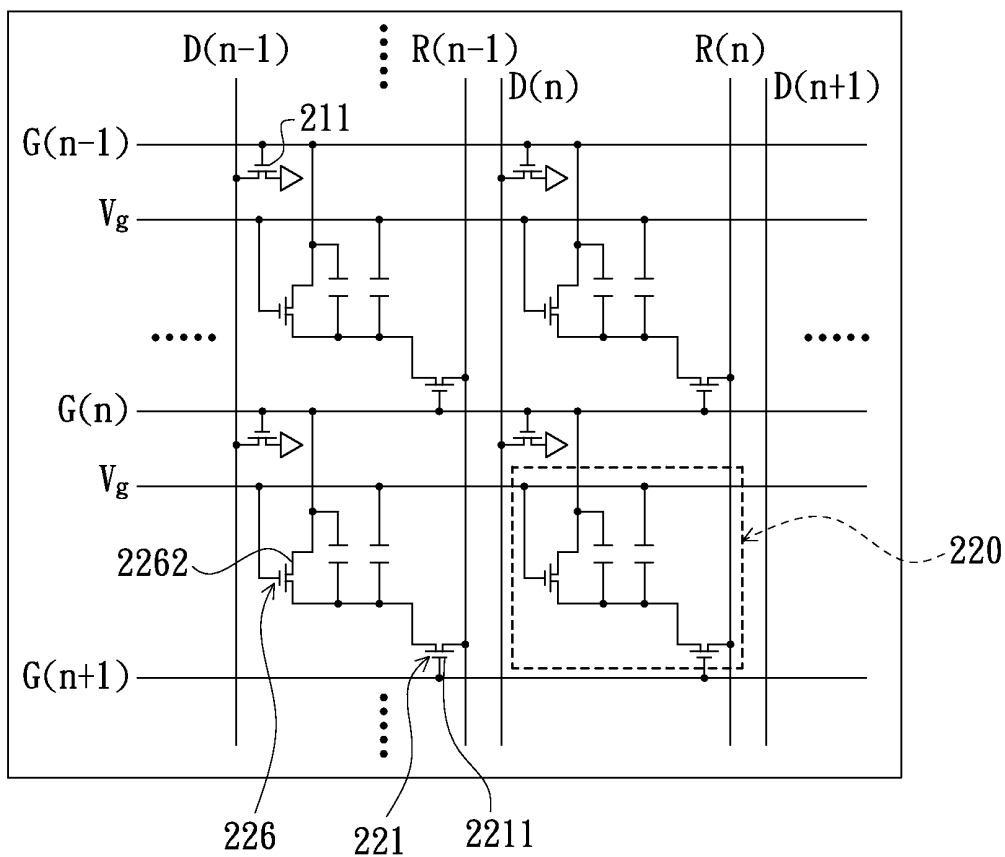 D(n-1)
R(n-1)
R(n)
D(n)
D(n+1)
211
G(n-1)
Vg
G(n)
Vg
2262
220
G(n+1)
226
221
2211